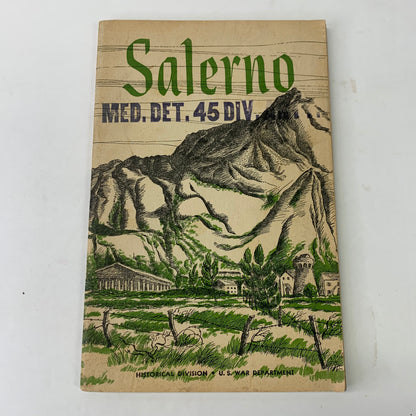 Salerno
MED. DET. 45 DIV.
HISTORICAL DIVISION • U.S. WAR DEPARTMENT